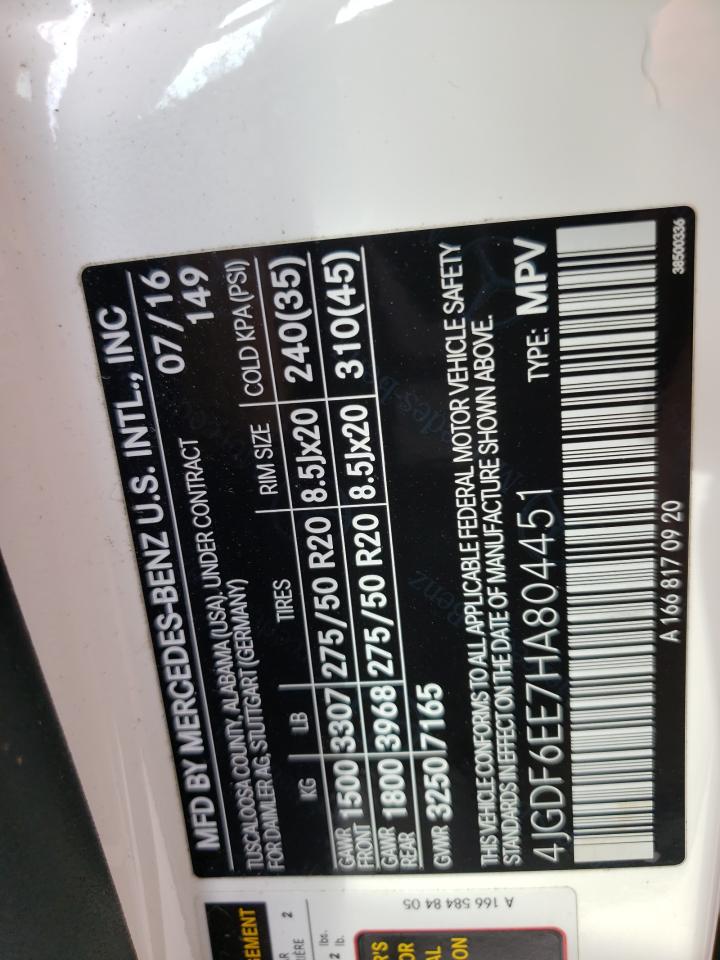 MFD BY MERCEDES-BENZ U.S. INTL., INC
TUSCALOOSA COUNTY, ALABAMA (USA), UNDER CONTRACT 07/16
FOR DAIMLER AG, STUTTGART (GERMANY) 149
KG LB TIRES RIM SIZE COLD KPA (PSI)
GAWR FRONT 1500 3307 275/50 R20 8.5Jx20 240(35)
GAWR REAR 1800 3968 275/50 R20 8.5Jx20 310(45)
GVWR 3250 7165
THIS VEHICLE CONFORMS TO ALL APPLICABLE FEDERAL MOTOR VEHICLE SAFETY
STANDARDS IN EFFECT ON THE DATE OF MANUFACTURE SHOWN ABOVE.
4JGDF6EE7HA804451 TYPE: MPV
A 166 817 09 20
38500336
A 166 584 84 05
2
lbs.
2 lb.